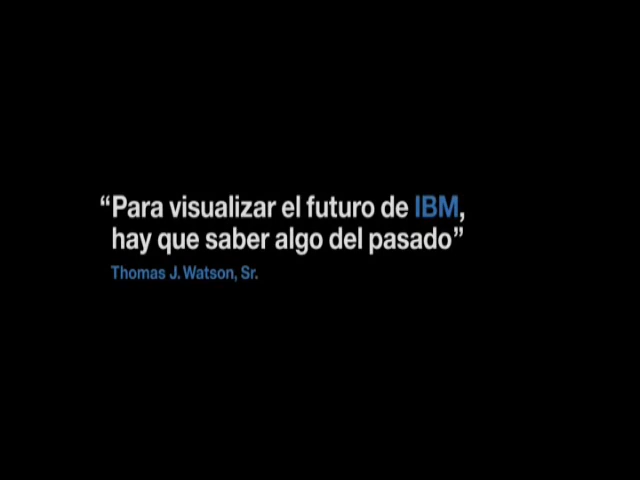 “Para visualizar el futuro de IBM,
hay que saber algo del pasado”
Thomas J. Watson, Sr.